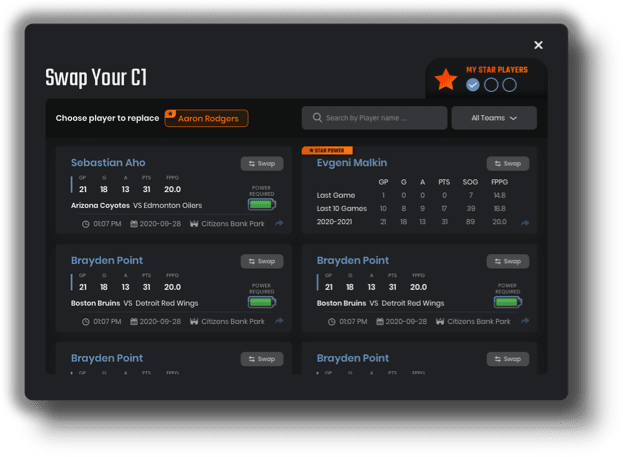 Swap Your C1
MY STAR PLAYERS
Choose player to replace Aaron Rodgers
Search by Player name ...
All Teams
Sebastian Aho
Swap
GP G A PTS FPPG
21 18 13 31 20.0
POWER
REQUIRED
Arizona Coyotes VS Edmonton Oilers
01:07 PM 2020-09-28 Citizens Bank Park
STAR POWER
Evgeni Malkin
Swap
GP G A PTS SOG FPPG
Last Game 1 0 0 0 7 14.8
Last 10 Games 10 8 9 17 39 18.8
2020-2021 21 18 13 31 89 20.0
Brayden Point
Swap
GP G A PTS FPPG
21 18 13 31 20.0
POWER
REQUIRED
Boston Bruins VS Detroit Red Wings
01:07 PM 2020-09-28 Citizens Bank Park
Brayden Point
Swap
GP G A PTS FPPG
21 18 13 31 20.0
POWER
REQUIRED
Boston Bruins VS Detroit Red Wings
01:07 PM 2020-09-28 Citizens Bank Park
Brayden Point
Swap
GP G A PTS FPPG
Brayden Point
Swap
GP G A PTS FPPG